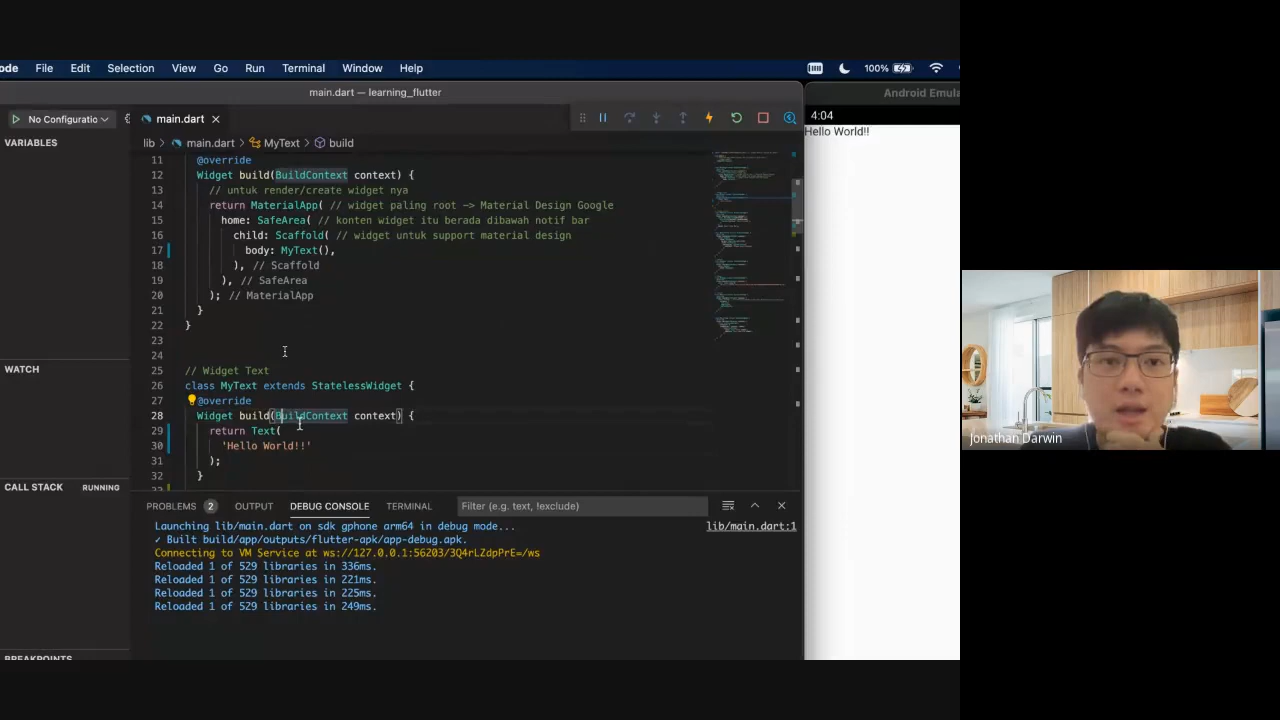 ode File Edit Selection View Go Run Terminal Window Help 100%
main.dart — learning_flutter
Android Emula
No Configuratio
main.dart
4:04
Hello World!!
VARIABLES
lib > main.dart > MyText > build
11 @override
12 Widget build(BuildContext context) {
13 // untuk render/create widget nya
14 return MaterialApp( // widget paling root -> Material Design Google
15 home: SafeArea( // konten widget itu berada dibawah notif bar
16 child: Scaffold( // widget untuk support material design
17 body: MyText(),
18 ), // Scaffold
19 ), // SafeArea
20 ); // MaterialApp
21 }
22 }
23
24
25 // Widget Text
26 class MyText extends StatelessWidget {
27 @override
28 Widget build(BuildContext context) {
29 return Text(
30 'Hello World!!'
31 );
32 }
WATCH
CALL STACK RUNNING
BREAKPOINTS
PROBLEMS 2 OUTPUT DEBUG CONSOLE TERMINAL Filter (e.g. text, !exclude)
Launching lib/main.dart on sdk gphone arm64 in debug mode... lib/main.dart:1
✓ Built build/app/outputs/flutter-apk/app-debug.apk.
Connecting to VM Service at ws://127.0.0.1:56203/3Q4rLZdpPrE=/ws
Reloaded 1 of 529 libraries in 336ms.
Reloaded 1 of 529 libraries in 221ms.
Reloaded 1 of 529 libraries in 225ms.
Reloaded 1 of 529 libraries in 249ms.
Jonathan Darwin